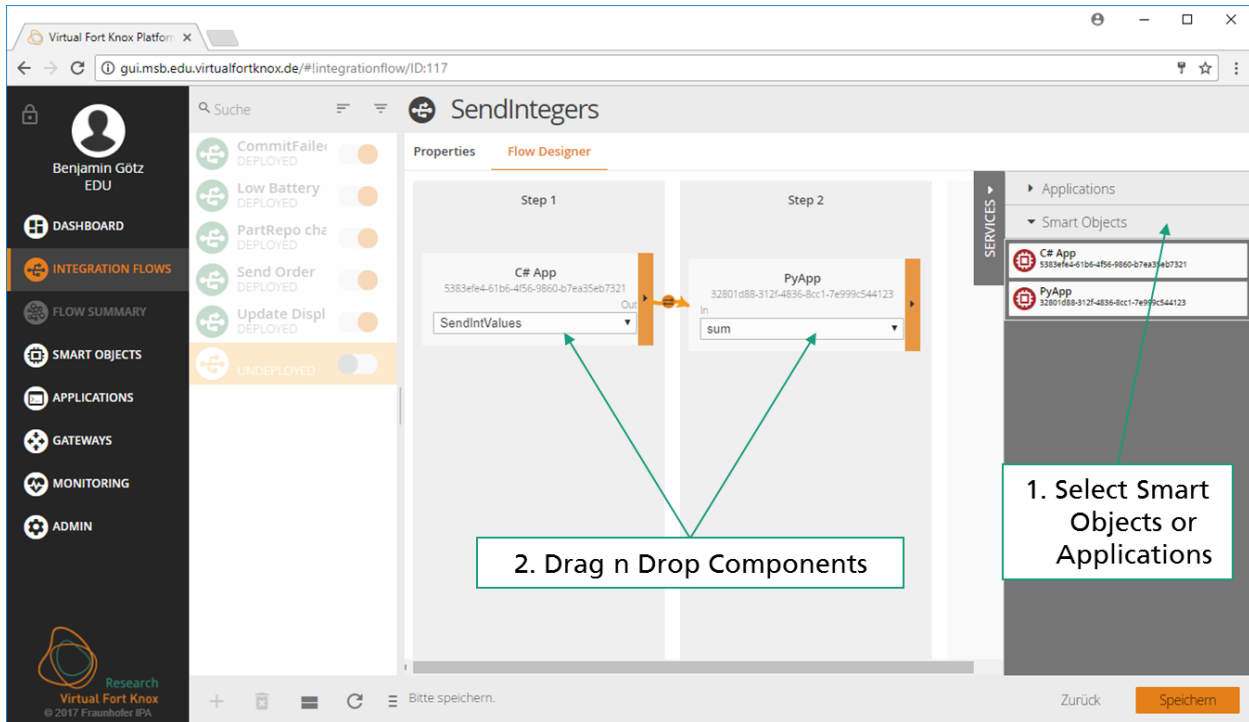 Virtual Fort Knox Platform
gui.msb.edu.virtualfortknox.de/#!integrationflow/ID:117
Benjamin Götz
EDU
DASHBOARD
INTEGRATION FLOWS
FLOW SUMMARY
SMART OBJECTS
APPLICATIONS
GATEWAYS
MONITORING
ADMIN
Research
Virtual Fort Knox
© 2017 Fraunhofer IPA
Suche
CommitFailed
DEPLOYED
Low Battery
DEPLOYED
PartRepo cha
DEPLOYED
Send Order
DEPLOYED
Update Displ
DEPLOYED
UNDEPLOYED
SendIntegers
Properties Flow Designer
Step 1
C# App
5383efe4-61b6-4f56-9860-b7ea35eb7321
Out
SendIntValues
Step 2
PyApp
32801d88-312f-4836-8cc1-7e999c544123
In
sum
SERVICES
Applications
Smart Objects
C# App
5383efe4-61b6-4f56-9860-b7ea35eb7321
PyApp
32801d88-312f-4836-8cc1-7e999c544123
1. Select Smart
Objects or
Applications
2. Drag n Drop Components
Bitte speichern.
Zurück
Speichern